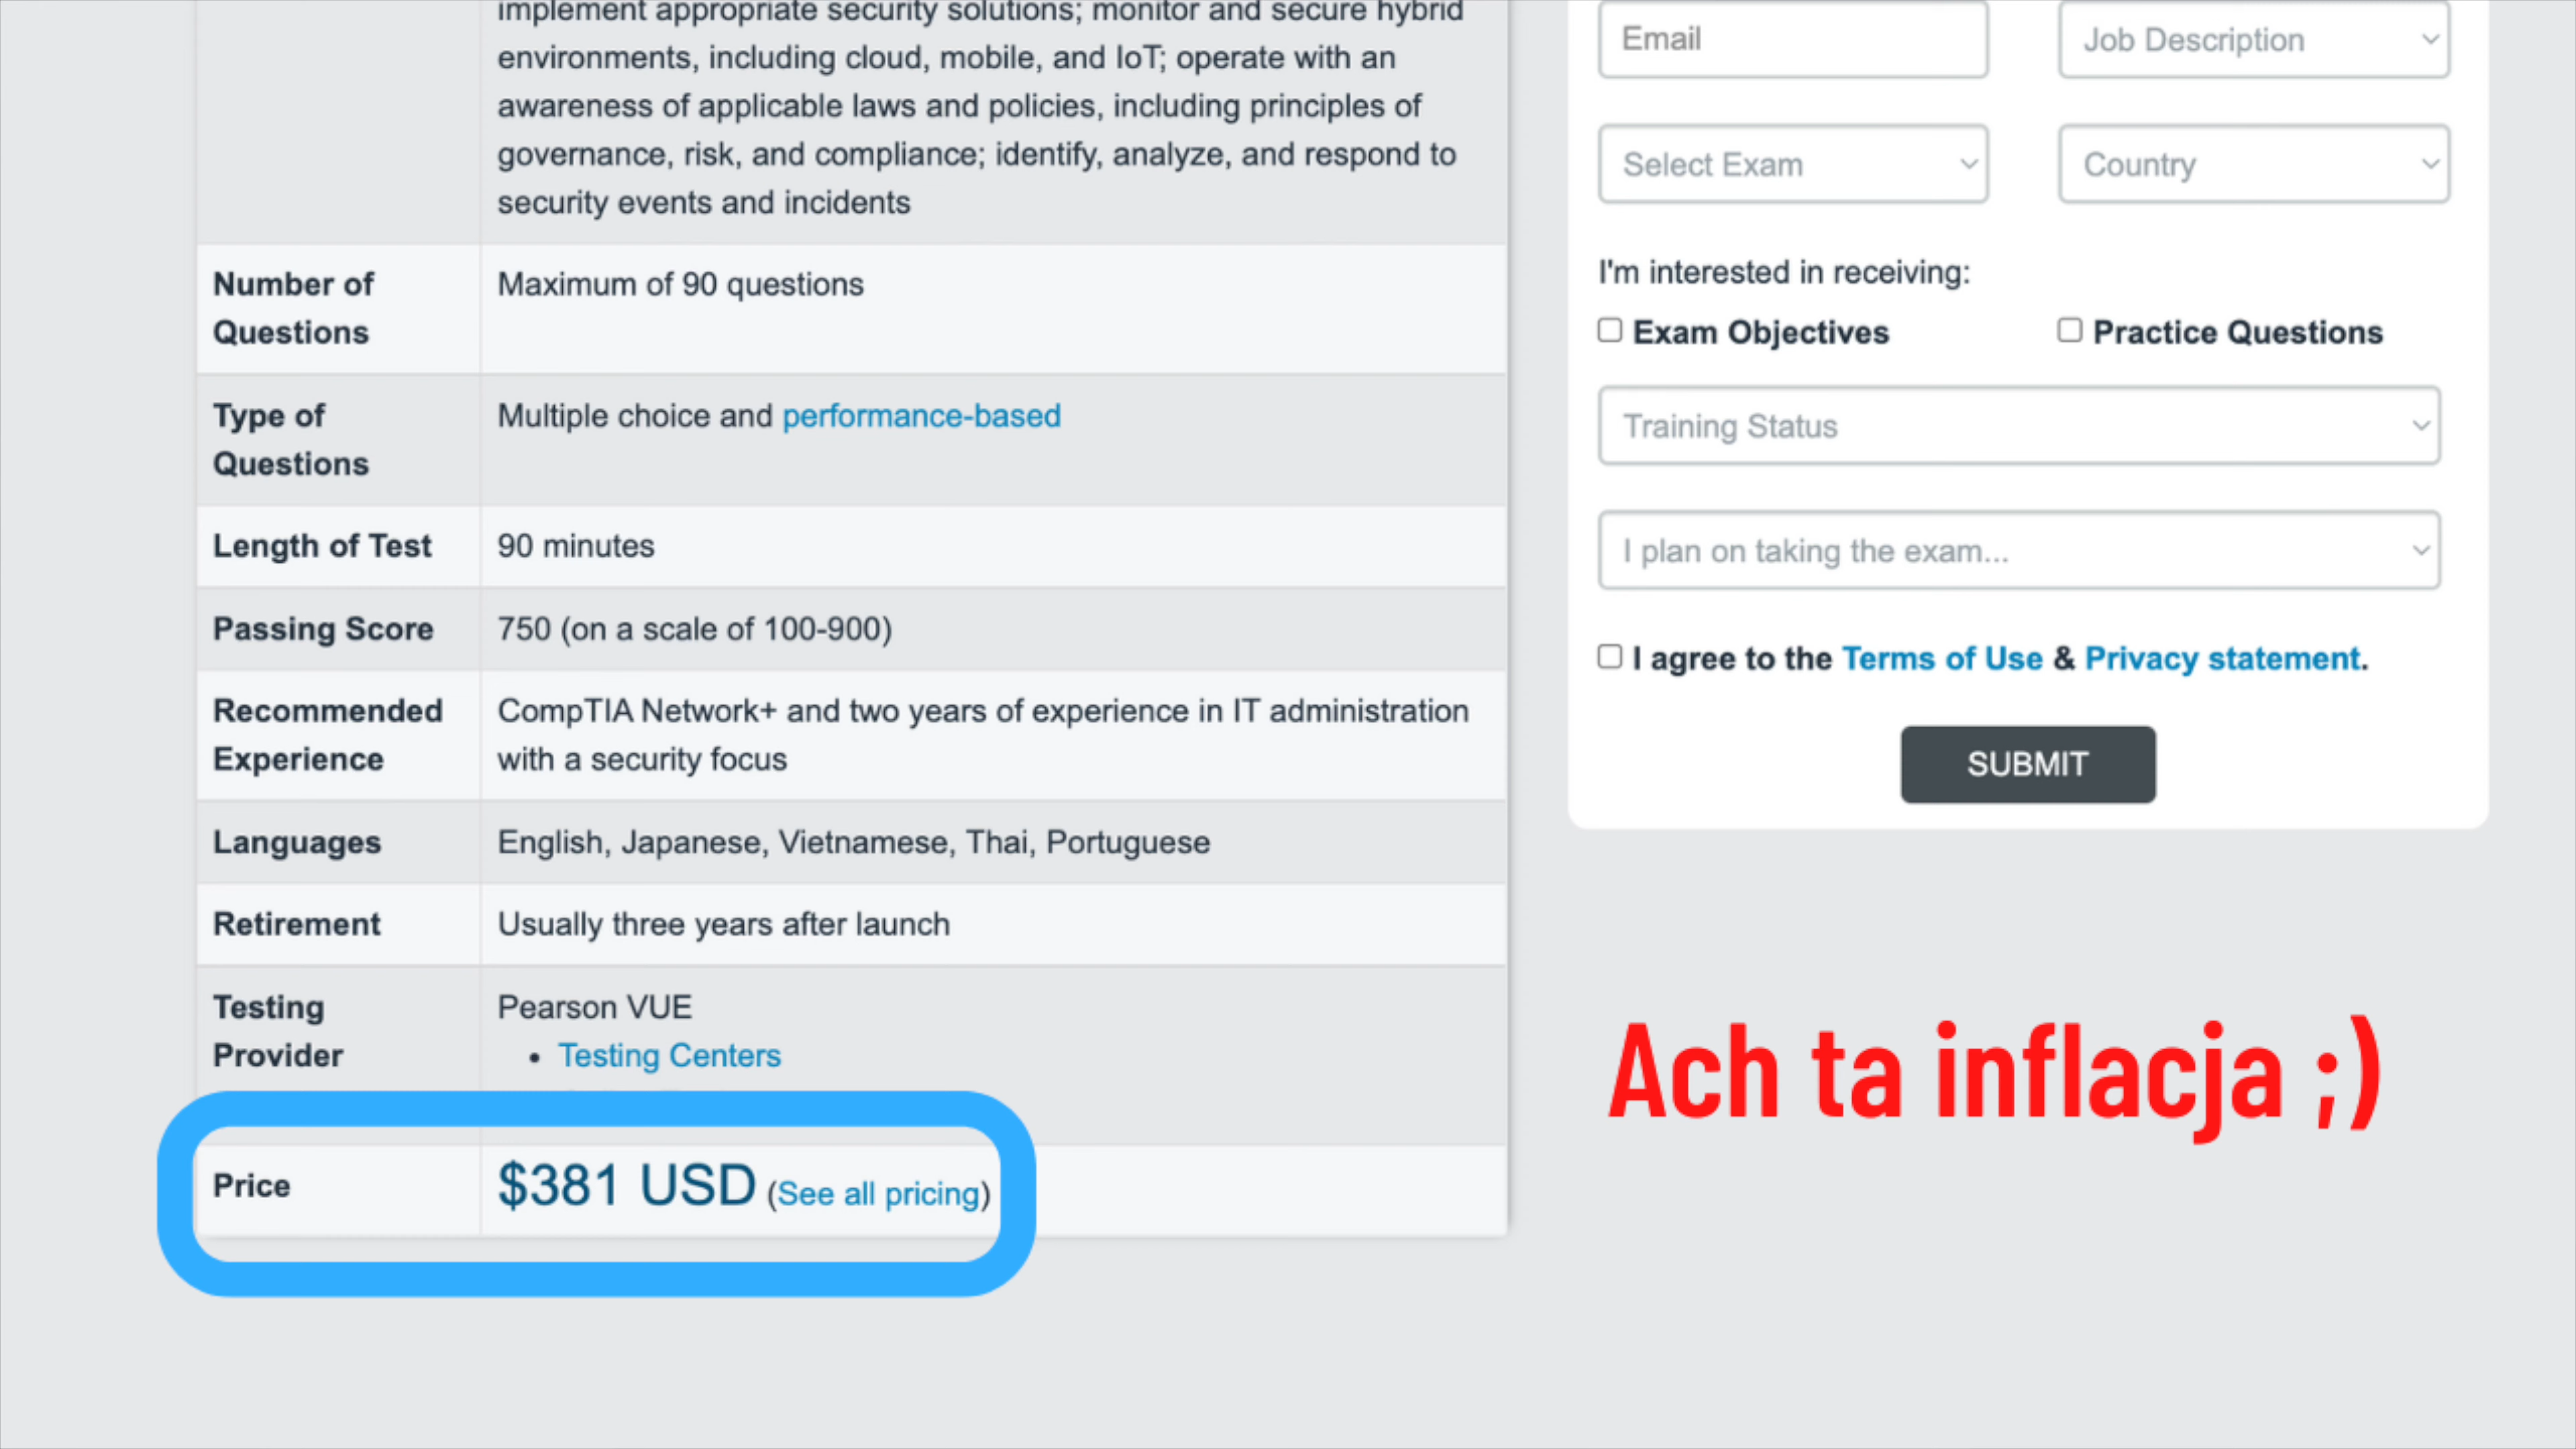 implement appropriate security solutions; monitor and secure hybrid
environments, including cloud, mobile, and IoT; operate with an
awareness of applicable laws and policies, including principles of
governance, risk, and compliance; identify, analyze, and respond to
security events and incidents
Number of
Questions
Maximum of 90 questions
Type of
Questions
Multiple choice and performance-based
Length of Test
90 minutes
Passing Score
750 (on a scale of 100-900)
Recommended
Experience
CompTIA Network+ and two years of experience in IT administration
with a security focus
Languages
English, Japanese, Vietnamese, Thai, Portuguese
Retirement
Usually three years after launch
Testing
Provider
Pearson VUE
• Testing Centers
Price
$381 USD (See all pricing)
Email
Job Description
Select Exam
Country
I'm interested in receiving:
Exam Objectives
Practice Questions
Training Status
I plan on taking the exam...
I agree to the Terms of Use & Privacy statement.
SUBMIT
Ach ta inflacja ;)